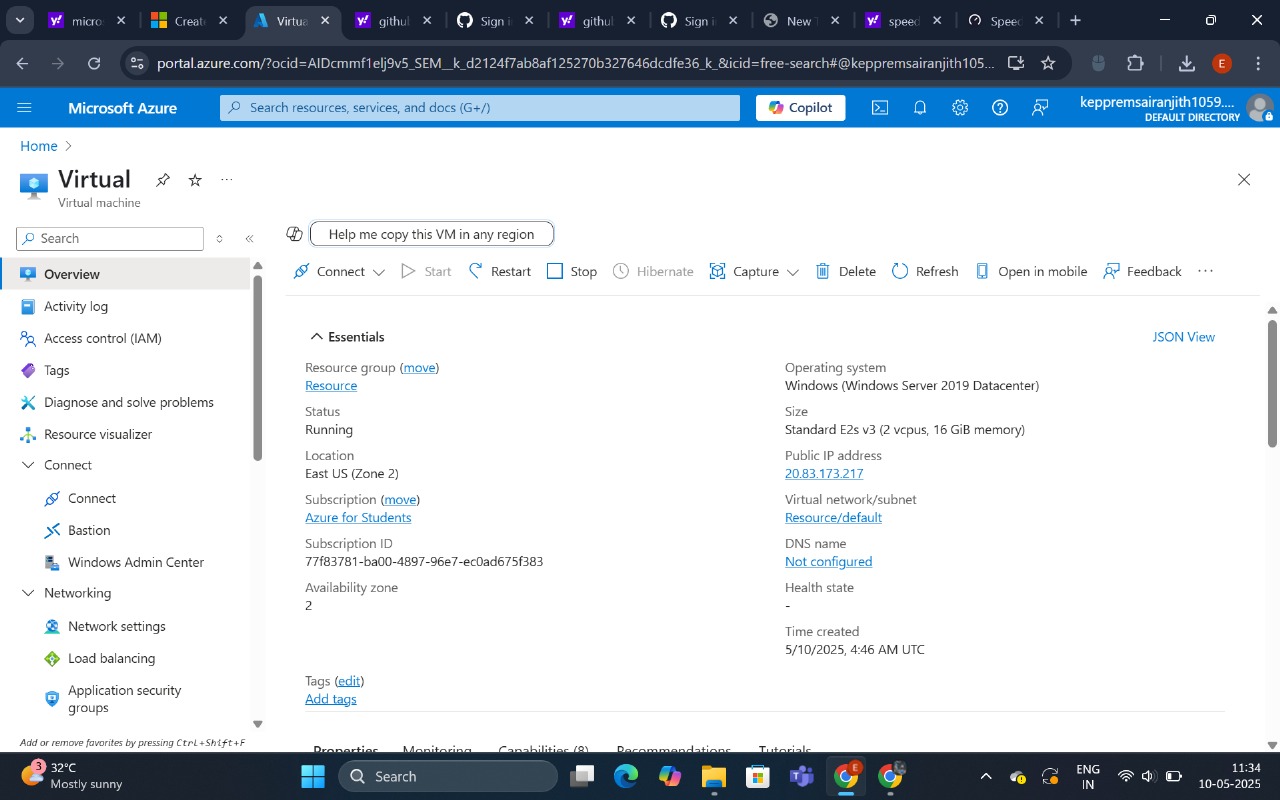 micros
Create
Virtua
github
Sign i
github
Sign i
New T
speed
Speed
portal.azure.com/?ocid=AIDcmmf1elj9v5_SEM__k_d2124f7ab8af125270b327646dcdfe36_k_&icid=free-search#@keppremsairanjith105...
E
Microsoft Azure
Search resources, services, and docs (G+/)
Copilot
keppremsairanjith1059....
DEFAULT DIRECTORY
Home
Virtual
Virtual machine
Search
Help me copy this VM in any region
Connect
Start
Restart
Stop
Hibernate
Capture
Delete
Refresh
Open in mobile
Feedback
Overview
Activity log
Access control (IAM)
Tags
Diagnose and solve problems
Resource visualizer
Connect
Connect
Bastion
Windows Admin Center
Networking
Network settings
Load balancing
Application security
groups
Add or remove favorites by pressing Ctrl+Shift+F
Essentials
JSON View
Resource group (move)
Resource
Status
Running
Location
East US (Zone 2)
Subscription (move)
Azure for Students
Subscription ID
77f83781-ba00-4897-96e7-ec0ad675f383
Availability zone
2
Operating system
Windows (Windows Server 2019 Datacenter)
Size
Standard E2s v3 (2 vcpus, 16 GiB memory)
Public IP address
20.83.173.217
Virtual network/subnet
Resource/default
DNS name
Not configured
Health state
-
Time created
5/10/2025, 4:46 AM UTC
Tags (edit)
Add tags
Properties
Monitoring
Capabilities (8)
Recommendations
Tutorials
3
32°C
Mostly sunny
Search
E
ENG
IN
11:34
10-05-2025